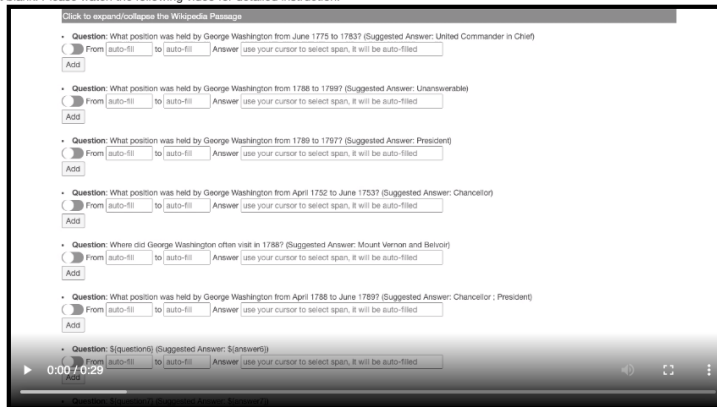 Click to expand/collapse the Wikipedia Passage
• Question: What position was held by George Washington from June 1775 to 1783? (Suggested Answer: United Commander in Chief)
From auto-fill to auto-fill Answer use your cursor to select span, it will be auto-filled
Add
• Question: What position was held by George Washington from 1788 to 1799? (Suggested Answer: Unanswerable)
From auto-fill to auto-fill Answer use your cursor to select span, it will be auto-filled
Add
• Question: What position was held by George Washington from 1789 to 1797? (Suggested Answer: President)
From auto-fill to auto-fill Answer use your cursor to select span, it will be auto-filled
Add
• Question: What position was held by George Washington from April 1752 to June 1753? (Suggested Answer: Chancellor)
From auto-fill to auto-fill Answer use your cursor to select span, it will be auto-filled
Add
• Question: Where did George Washington often visit in 1788? (Suggested Answer: Mount Vernon and Belvoir)
From auto-fill to auto-fill Answer use your cursor to select span, it will be auto-filled
Add
• Question: What position was held by George Washington from April 1788 to June 1789? (Suggested Answer: Chancellor ; President)
From auto-fill to auto-fill Answer use your cursor to select span, it will be auto-filled
Add
• Question: ${question6} (Suggested Answer: ${answer6})
From auto-fill to auto-fill Answer use your cursor to select span, it will be auto-filled
0:00 / 0:29
Add
• Question: ${question7} (Suggested Answer: ${answer7})